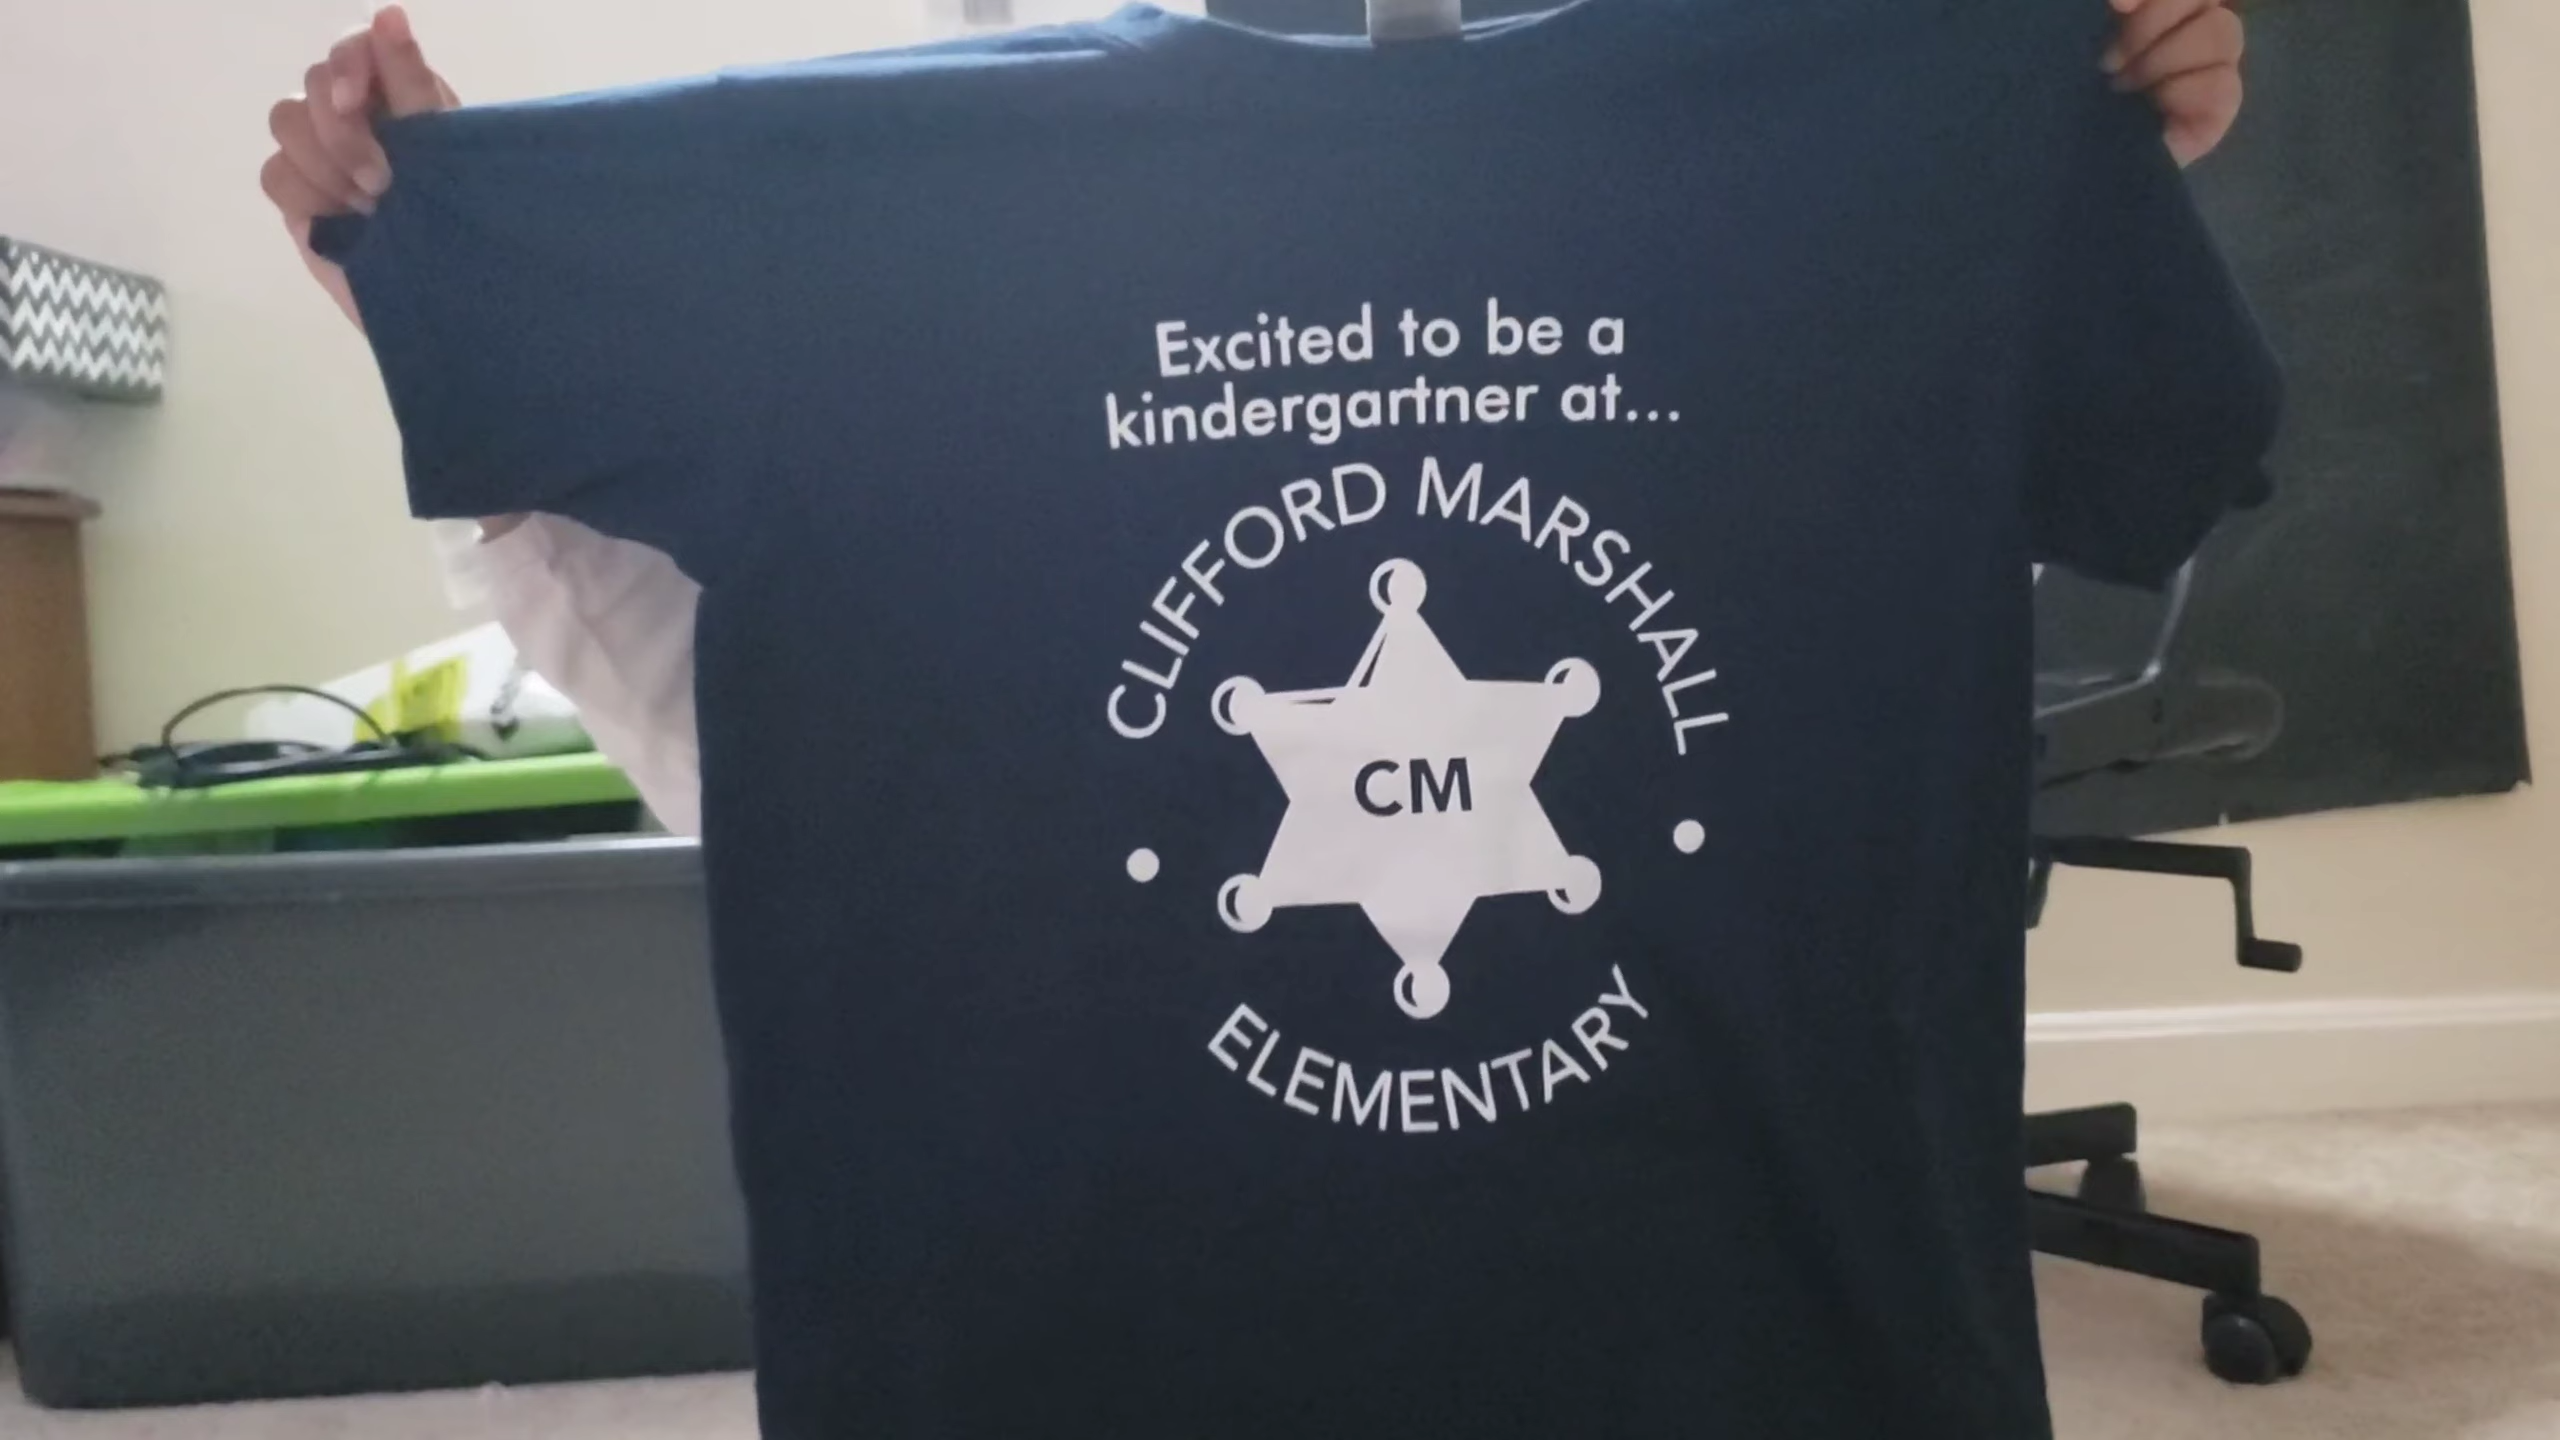 Excited to be a
kindergartner at...
CLIFFORD MARSHALL
CM
ELEMENTARY